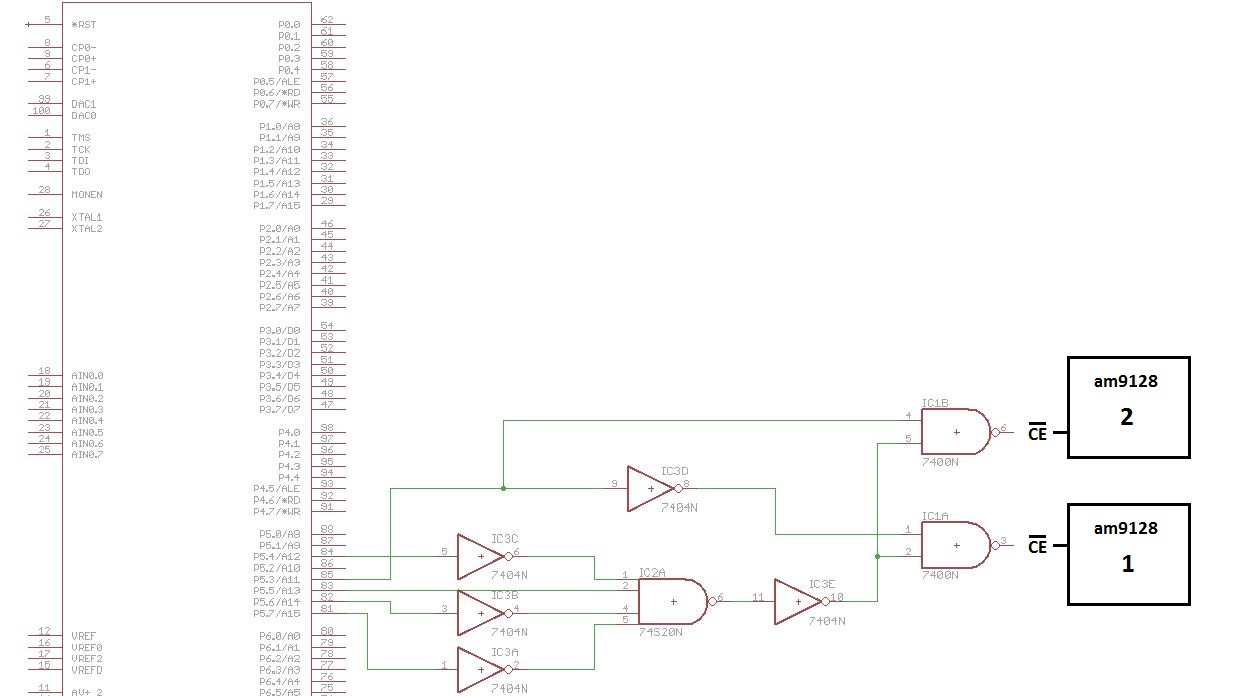 5 *RST
8 CP0-
9 CP0+
6 CP1-
7 CP1+
99 DAC1
100 DAC0
1 TMS
2 TCK
3 TDI
4 TDO
28 MONEN
26 XTAL1
27 XTAL2
18 AIN0.0
19 AIN0.1
20 AIN0.2
21 AIN0.3
22 AIN0.4
23 AIN0.5
24 AIN0.6
25 AIN0.7
12 VREF
16 VREF0
17 VREF2
15 VREFD
11 AV+_2
P0.0 62
P0.1 61
P0.2 60
P0.3 59
P0.4 58
P0.5/ALE 57
P0.6/*RD 56
P0.7/*WR 55
P1.0/A8 36
P1.1/A9 35
P1.2/A10 34
P1.3/A11 33
P1.4/A12 32
P1.5/A13 31
P1.6/A14 30
P1.7/A15 29
P2.0/A0 46
P2.1/A1 45
P2.2/A2 44
P2.3/A3 43
P2.4/A4 42
P2.5/A5 41
P2.6/A6 40
P2.7/A7 39
P3.0/D0 54
P3.1/D1 53
P3.2/D2 52
P3.3/D3 51
P3.4/D4 50
P3.5/D5 49
P3.6/D6 48
P3.7/D7 47
P4.0 98
P4.1 97
P4.2 96
P4.3 95
P4.4 94
P4.5/ALE 93
P4.6/*RD 92
P4.7/*WR 91
P5.0/A8 88
P5.1/A9 87
P5.4/A12 84
P5.2/A10 86
P5.3/A11 85
P5.5/A13 83
P5.6/A14 82
P5.7/A15 81
P6.0/A0 80
P6.1/A1 79
P6.2/A2 78
P6.3/A3 77
P6.4/A4 76
P6.5/A5 75
IC3C
5 6
7404N
IC3B
3 4
7404N
IC3A
1 2
7404N
IC3D
9 8
7404N
IC2A
1
2
4
5
6
74S20N
IC3E
11 10
7404N
IC1B
4
5
6
7400N
IC1A
1
2
3
7400N
CE
am9128
2
CE
am9128
1